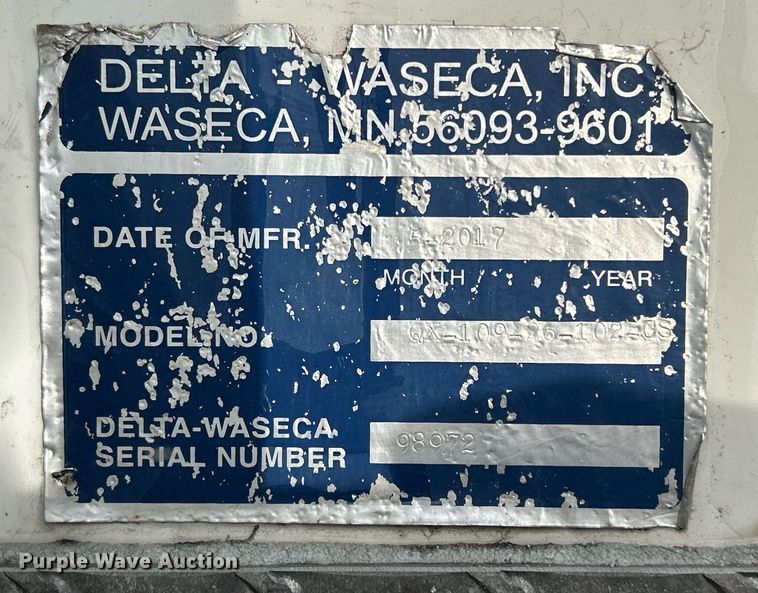 DELTA - WASECA, INC.
WASECA, MN 56093-9601
DATE OF MFR. 5-2017
MONTH YEAR
MODEL NO.
DELTA-WASECA
SERIAL NUMBER 98972
Purple Wave Auction